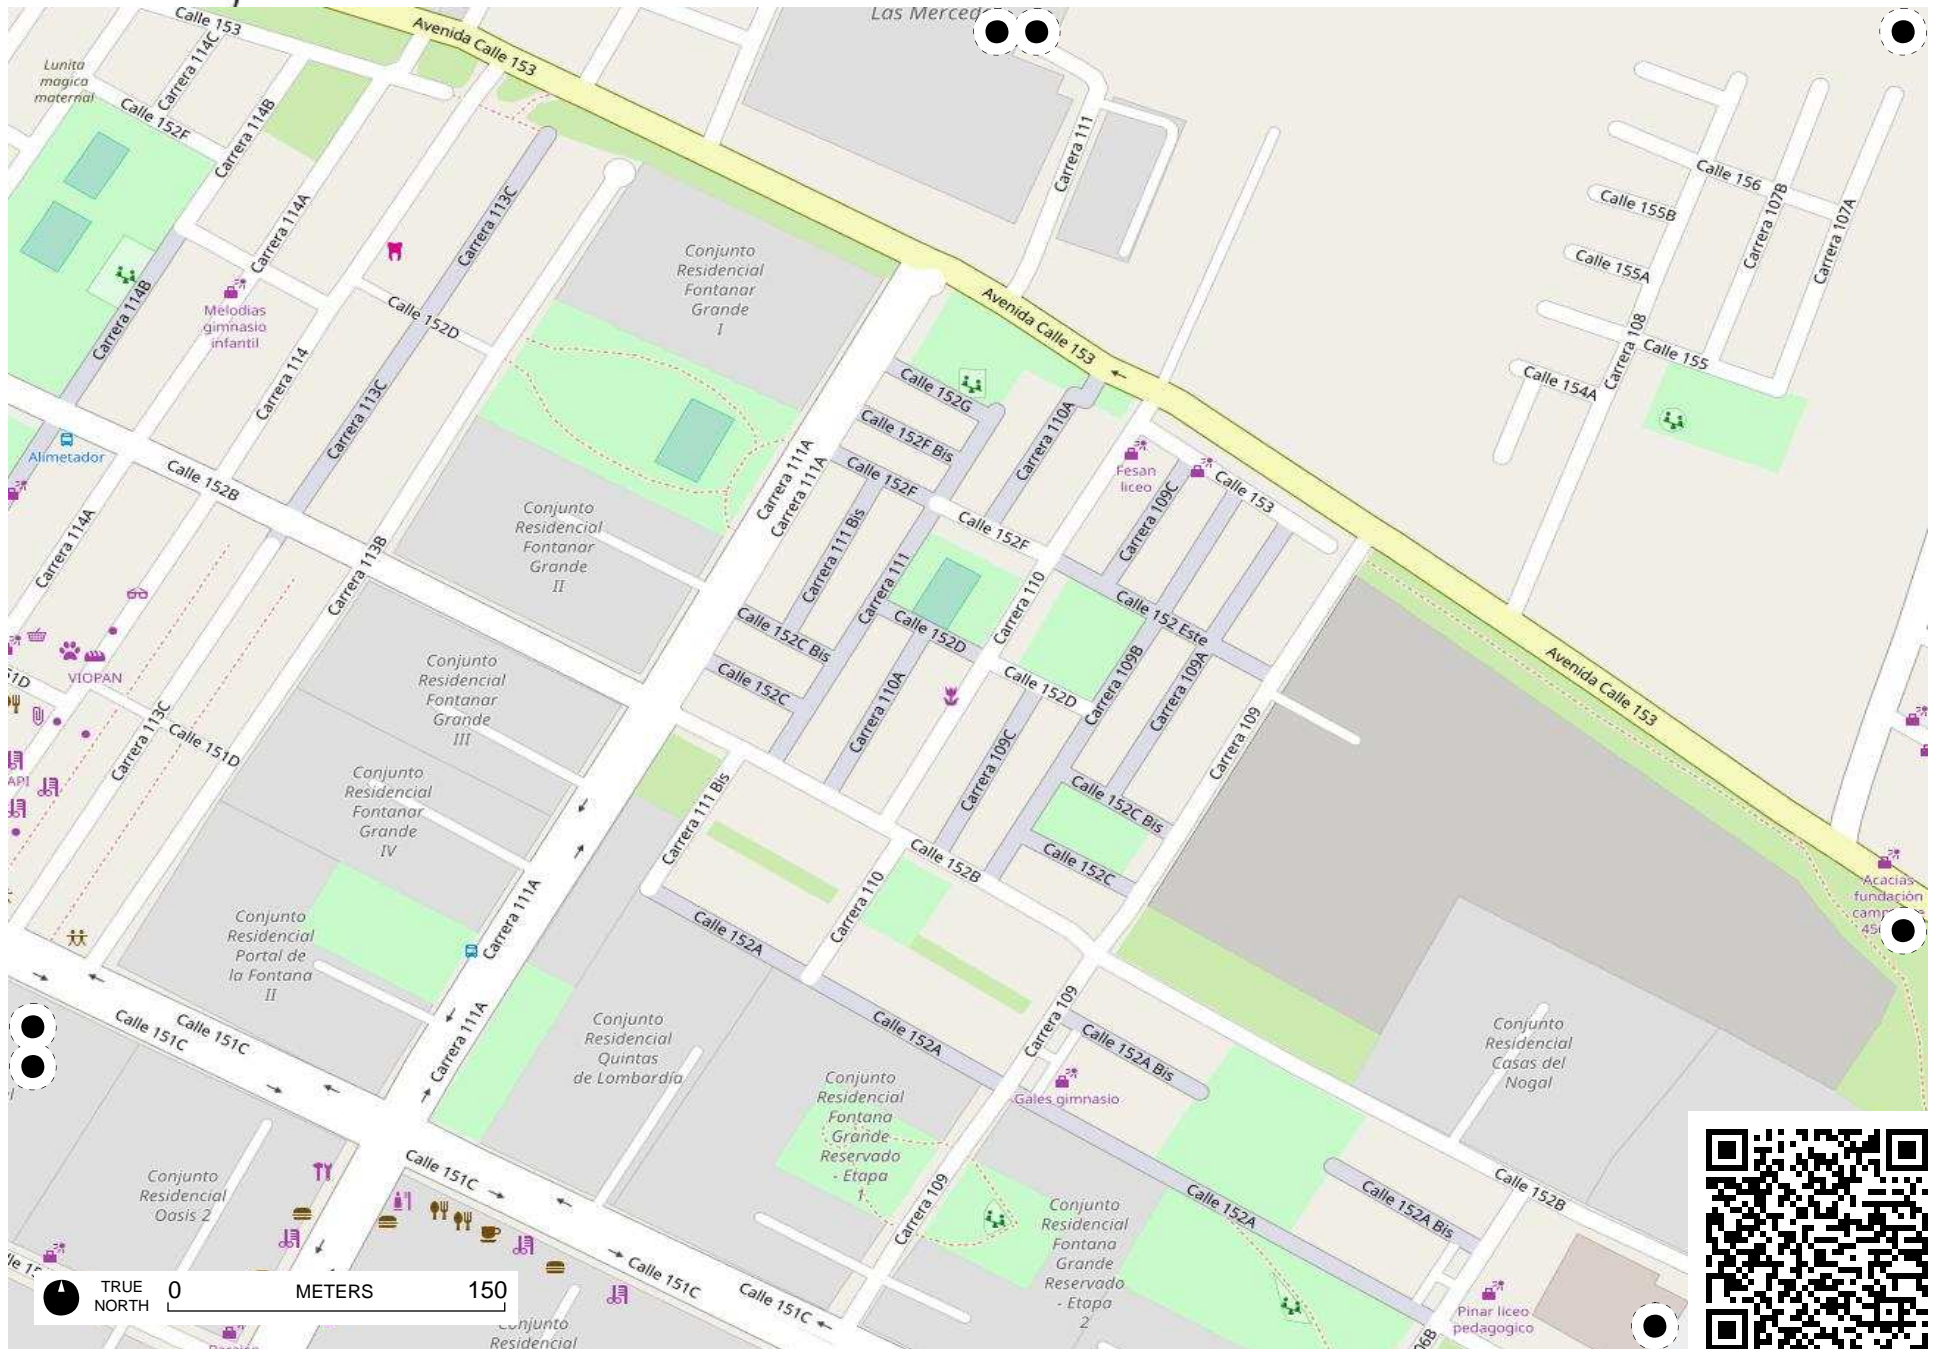 Las Merced
Calle 153
Avenida Calle 153
Carrera 114C
Lunita
magica
maternal
Calle 152F
Carrera 114B
Carrera 111
Calle 156
Calle 155B
Carrera 107B
Carrera 107A
Calle 155A
Carrera 114A
Carrera 113C
Conjunto
Residencial
Fontanar
Grande
I
Carrera 114B
Melodias
gimnasio
infantil
Calle 152D
Avenida Calle 153
Carrera 108
Calle 155
Calle 154A
Carrera 114
Carrera 113C
Calle 152G
Calle 152F Bis
Carrera 110A
Alimetador
Calle 152B
Carrera 111A
Carrera 111A
Calle 152F
Fesan
liceo
Calle 153
Carrera 109C
Conjunto
Residencial
Fontanar
Grande
II
Calle 152F
Carrera 114A
Carrera 113B
Carrera 111 Bis
Carrera 111
Carrera 110
Calle 152 Este
Calle 152C Bis
Calle 152D
Avenida Calle 153
VIOPAN
51D
Conjunto
Residencial
Fontanar
Grande
III
Calle 152C
Carrera 110A
Calle 152D
Carrera 109B
Carrera 109A
Carrera 113C
Calle 151D
Carrera 109C
Carrera 109
API
Conjunto
Residencial
Fontanar
Grande
IV
Carrera 111 Bis
Calle 152C Bis
Calle 152B
Calle 152C
Carrera 111A
Carrera 110
Acacias
fundación
Conjunto
Residencial
Portal de
la Fontana
II
Calle 152A
Calle 151C
Calle 151C
Carrera 111A
Conjunto
Residencial
Quintas
de Lombardía
Calle 152A
Carrera 109
Calle 152A Bis
Conjunto
Residencial
Casas del
Nogal
Conjunto
Residencial
Fontana
Grande
Reservado
- Etapa
1
Gales gimnasio
Calle 151C
Conjunto
Residencial
Oasis 2
Carrera 109
Conjunto
Residencial
Fontana
Grande
Reservado
- Etapa
2
Calle 152A
Calle 152A Bis
Calle 152B
Calle 151C
Calle 151C
Pinar liceo
pedagogico
06B
TRUE
NORTH
0 METERS 150
Conjunto
Residencial